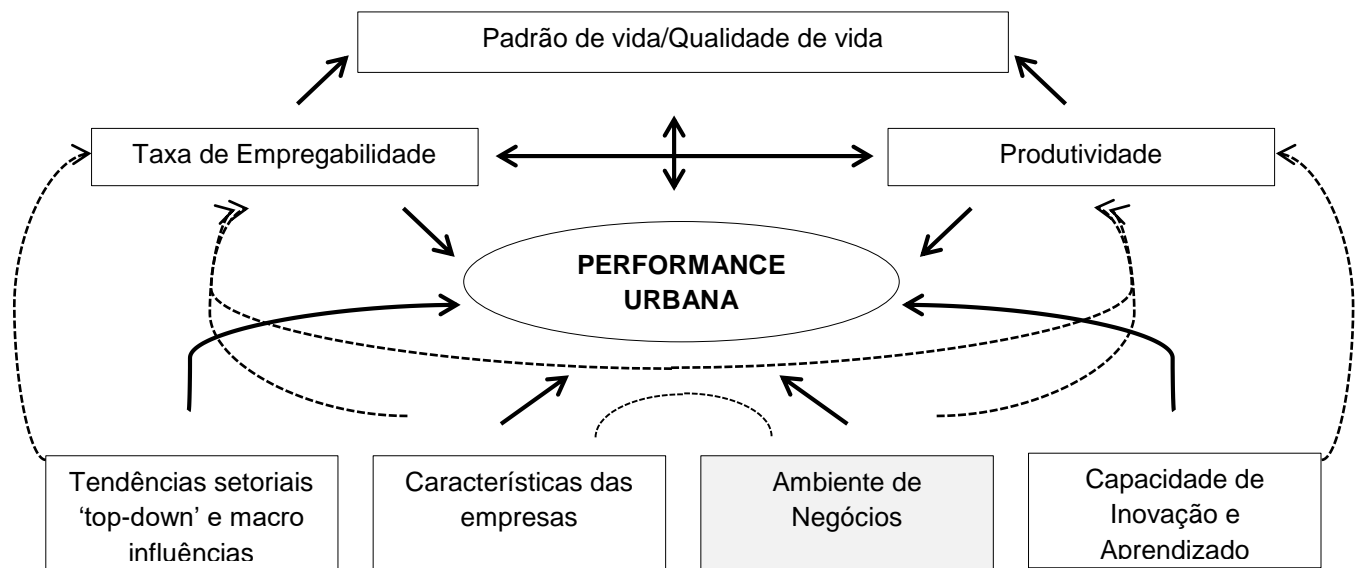 Padrão de vida/Qualidade de vida
Taxa de Empregabilidade
Produtividade
PERFORMANCE
URBANA
Tendências setoriais
‘top-down’ e macro
influências
Características das
empresas
Ambiente de
Negócios
Capacidade de
Inovação e
Aprendizado